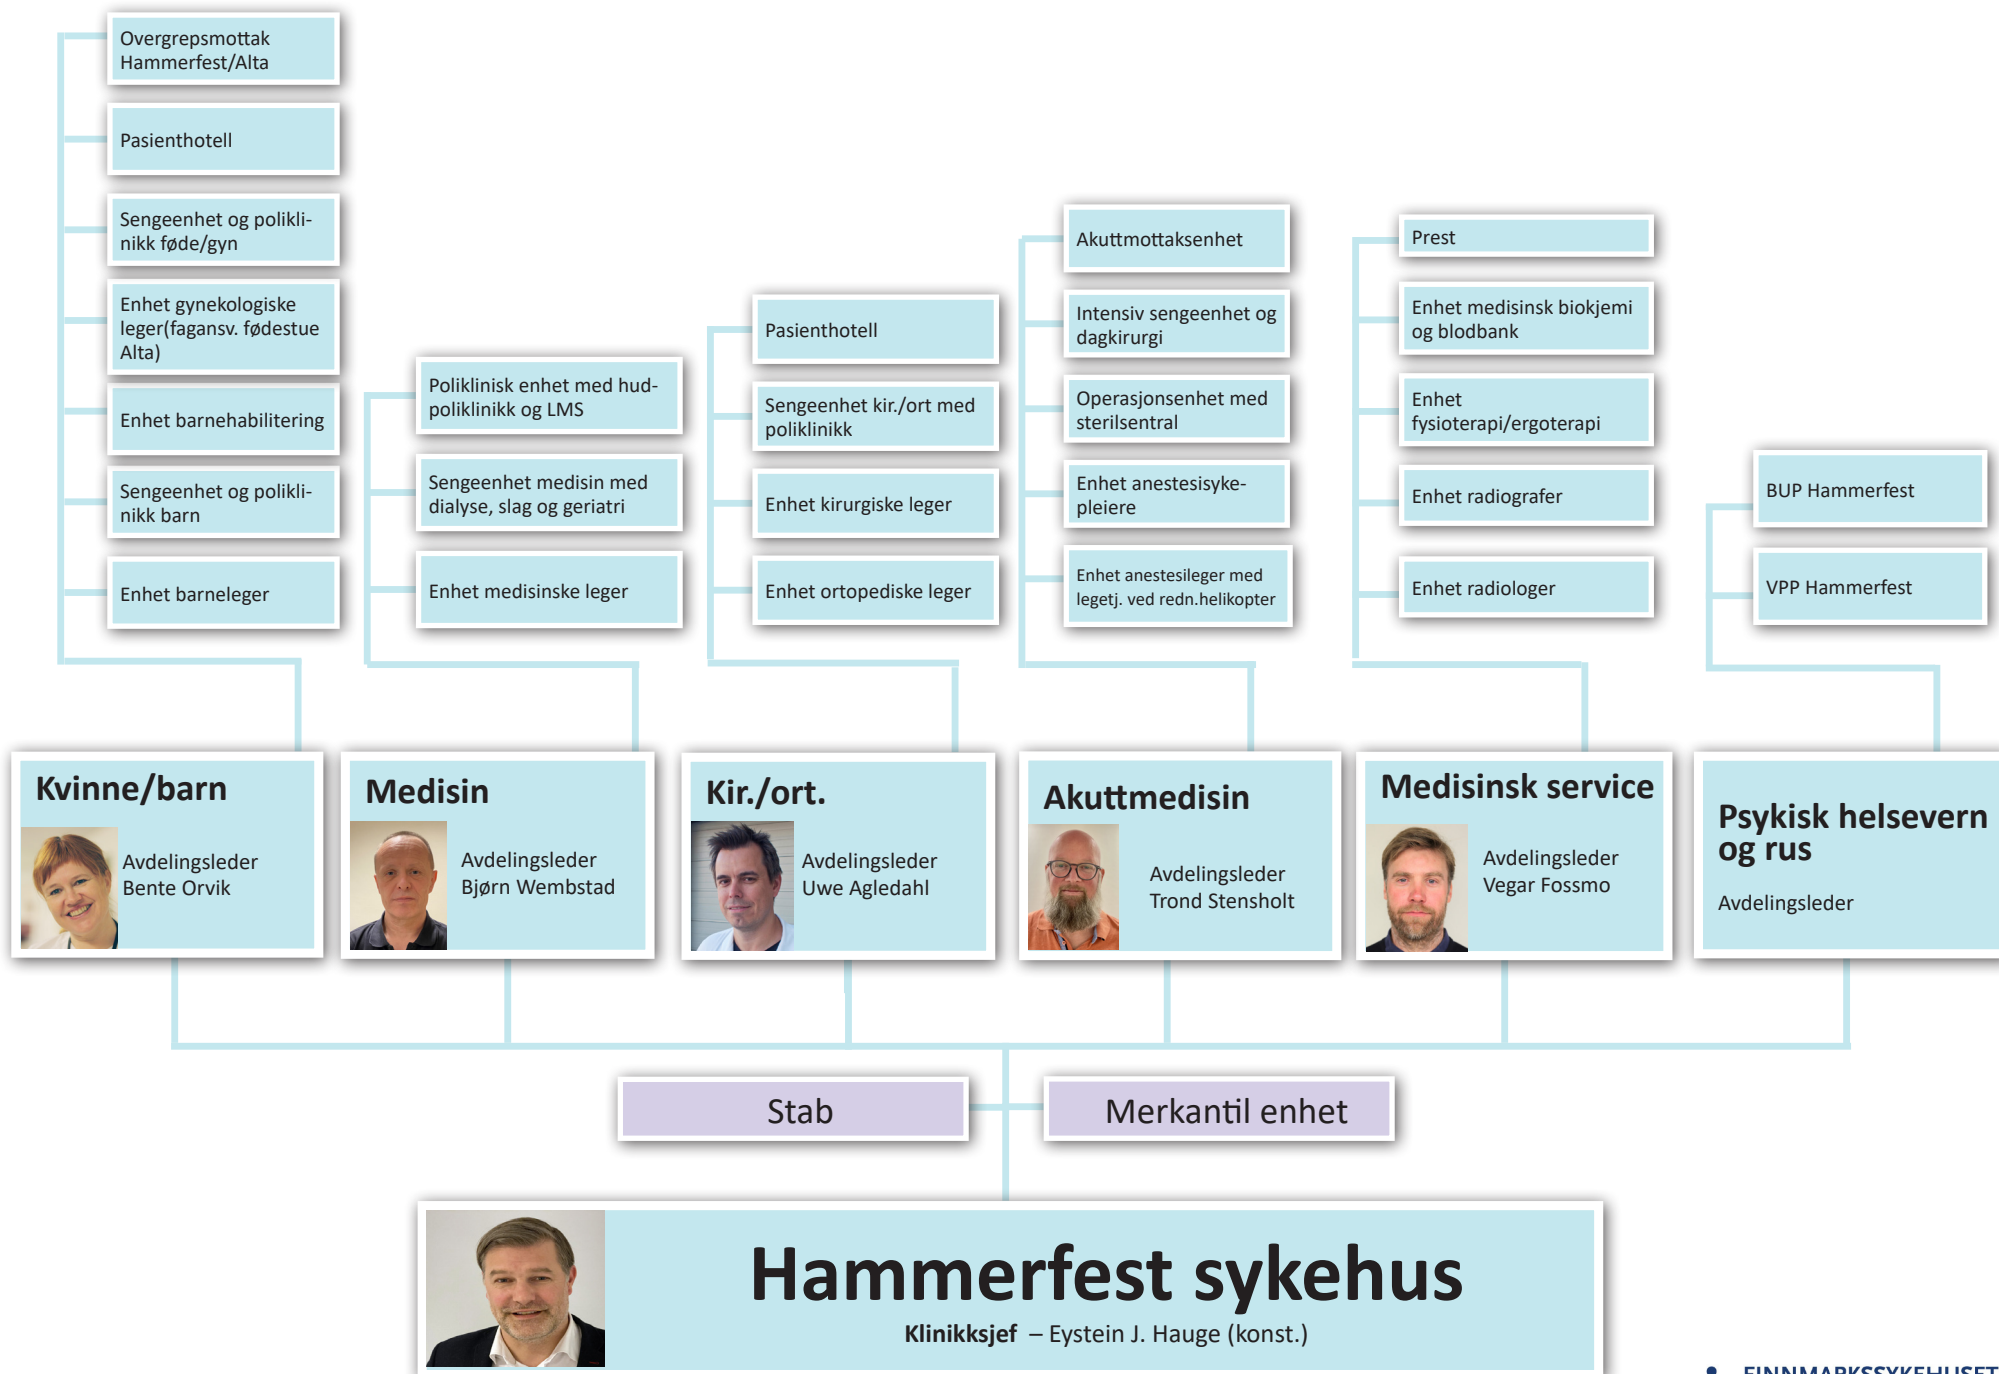 Overgrepsmottak
Hammerfest/Alta
Pasienthotell
Sengeenhet og polikli-
nikk føde/gyn
Enhet gynekologiske
leger(fagansv. fødestue
Alta)
Enhet barnehabilitering
Sengeenhet og polikli-
nikk barn
Enhet barneleger
Poliklinisk enhet med hud-
poliklinikk og LMS
Sengeenhet medisin med
dialyse, slag og geriatri
Enhet medisinske leger
Pasienthotell
Sengeenhet kir./ort med
poliklinikk
Enhet kirurgiske leger
Enhet ortopediske leger
Akuttmottaksenhet
Intensiv sengeenhet og
dagkirurgi
Operasjonsenhet med
sterilsentral
Enhet anestesisyke-
pleiere
Enhet anestesileger med
legetj. ved redn.helikopter
Prest
Enhet medisinsk biokjemi
og blodbank
Enhet
fysioterapi/ergoterapi
Enhet radiografer
Enhet radiologer
BUP Hammerfest
VPP Hammerfest
Kvinne/barn
Avdelingsleder
Bente Orvik
Medisin
Avdelingsleder
Bjørn Wembstad
Kir./ort.
Avdelingsleder
Uwe Agledahl
Akuttmedisin
Avdelingsleder
Trond Stensholt
Medisinsk service
Avdelingsleder
Vegar Fossmo
Psykisk helsevern
og rus
Avdelingsleder
Stab
Merkantil enhet
Hammerfest sykehus
Klinikksjef – Eystein J. Hauge (konst.)
FINNMARKSSYKEHUSET